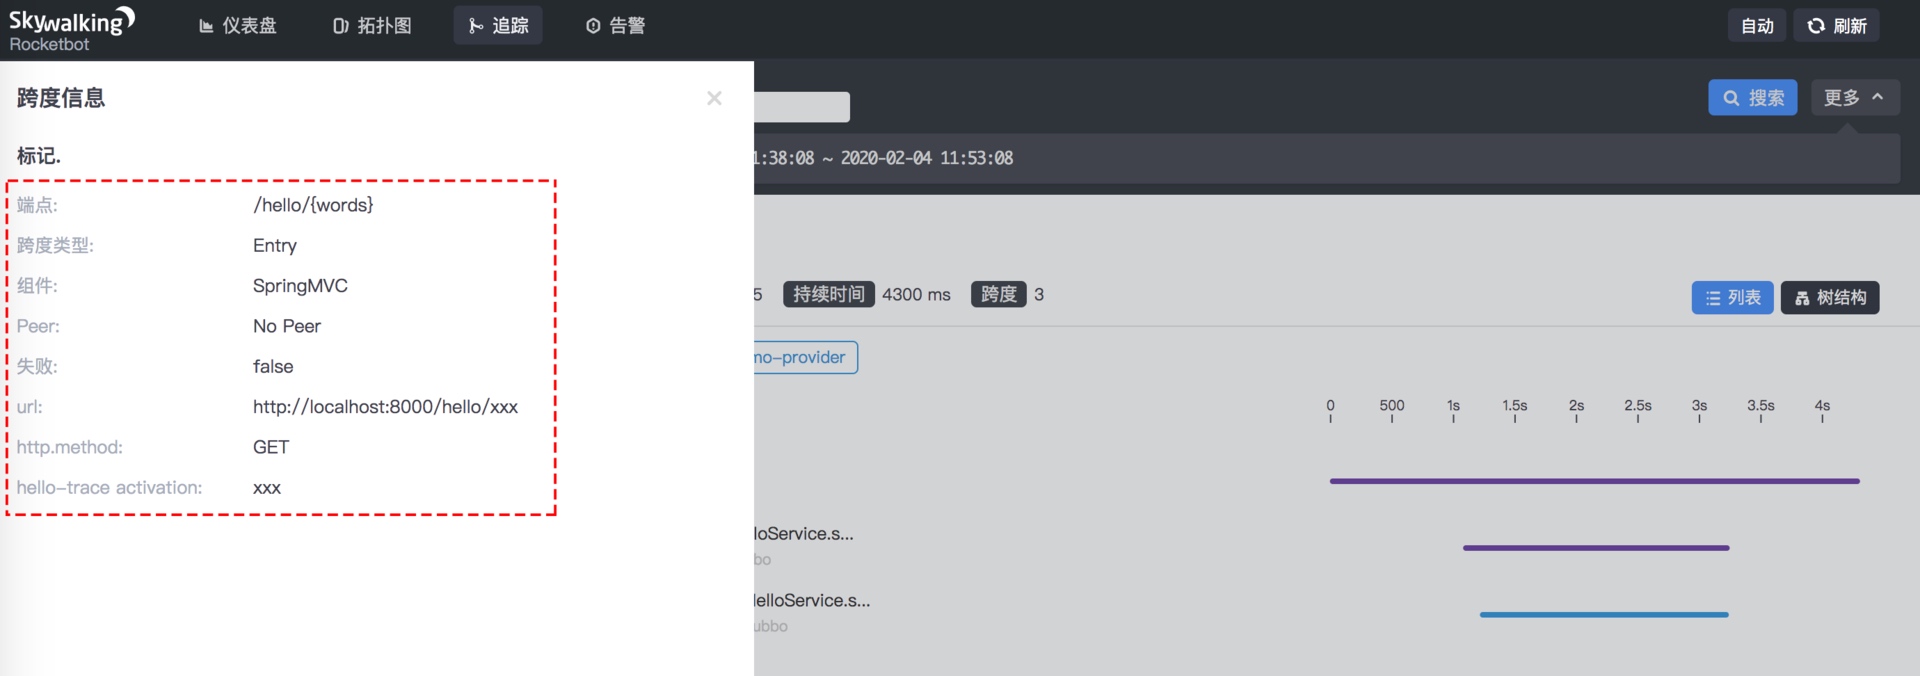 Skywalking
Rocketbot
仪表盘
拓扑图
追踪
告警
自动
刷新
跨度信息
搜索
更多
标记.
1:38:08 ~ 2020-02-04 11:53:08
端点: /hello/{words}
跨度类型: Entry
组件: SpringMVC
Peer: No Peer
失败: false
url: http://localhost:8000/hello/xxx
http.method: GET
hello-trace activation: xxx
5 持续时间 4300 ms 跨度 3
列表
树结构
mo-provider
0 500 1s 1.5s 2s 2.5s 3s 3.5s 4s
loService.s...
bo
elloService.s...
ubbo